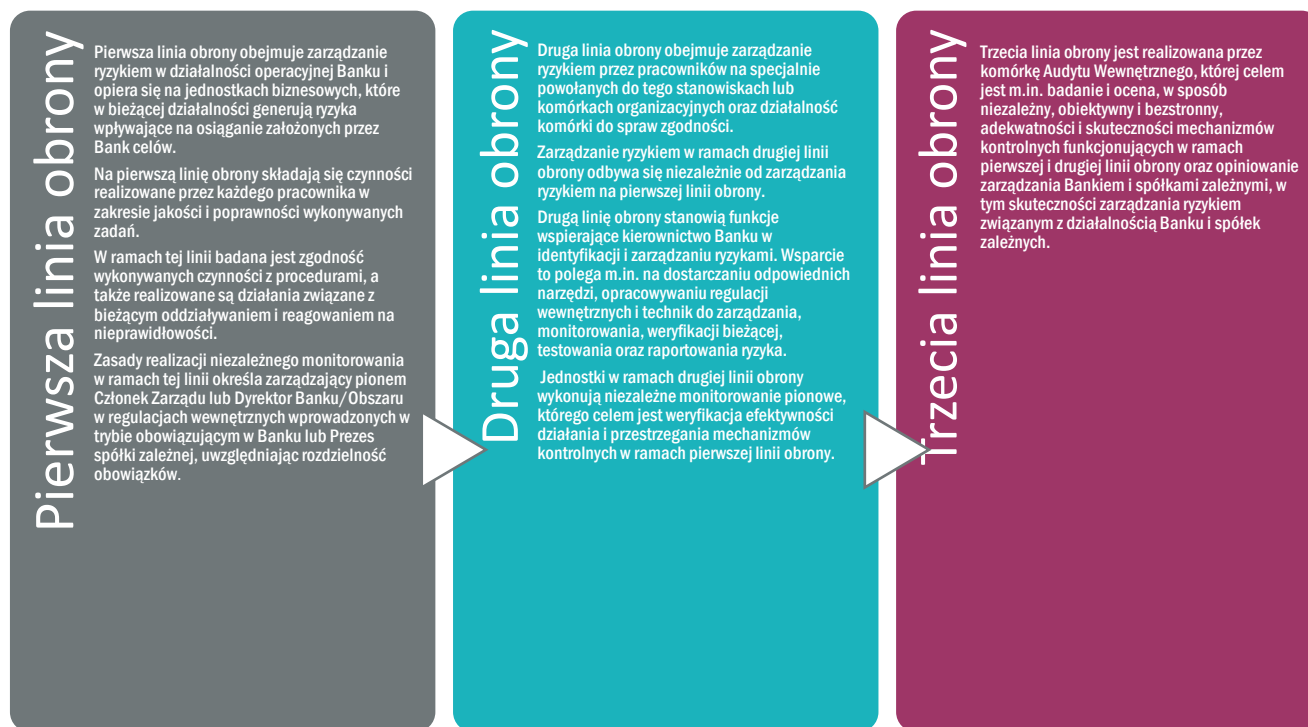 Pierwsza linia obrony
Pierwsza linia obrony obejmuje zarządzanie
ryzykiem w działalności operacyjnej Banku i
opiera się na jednostkach biznesowych, które
w bieżącej działalności generują ryzyka
wpływające na osiąganie założonych przez
Bank celów.
Na pierwszą linię obrony składają się czynności
realizowane przez każdego pracownika w
zakresie jakości i poprawności wykonywanych
zadań.
W ramach tej linii badana jest zgodność
wykonywanych czynności z procedurami, a
także realizowane są działania związane z
bieżącym oddziaływaniem i reagowaniem na
nieprawidłowości.
Zasady realizacji niezależnego monitorowania
w ramach tej linii określa zarządzający pionem
Członek Zarządu lub Dyrektor Banku/Obszaru
w regulacjach wewnętrznych wprowadzonych w
trybie obowiązującym w Banku lub Prezes
spółki zależnej, uwzględniając rozdzielność
obowiązków.
Druga linia obrony
Druga linia obrony obejmuje zarządzanie
ryzykiem przez pracowników na specjalnie
powołanych do tego stanowiskach lub
komórkach organizacyjnych oraz działalność
komórki do spraw zgodności.
Zarządzanie ryzykiem w ramach drugiej linii
obrony odbywa się niezależnie od zarządzania
ryzykiem na pierwszej linii obrony.
Drugą linię obrony stanowią funkcje
wspierające kierownictwo Banku w
identyfikacji i zarządzaniu ryzykami. Wsparcie
to polega m.in. na dostarczaniu odpowiednich
narzędzi, opracowywaniu regulacji
wewnętrznych i technik do zarządzania,
monitorowania, weryfikacji bieżącej,
testowania oraz raportowania ryzyka.
Jednostki w ramach drugiej linii obrony
wykonują niezależne monitorowanie pionowe,
którego celem jest weryfikacja efektywności
działania i przestrzegania mechanizmów
kontrolnych w ramach pierwszej linii obrony.
Trzecia linia obrony
Trzecia linia obrony jest realizowana przez
komórkę Audytu Wewnętrznego, której celem
jest m.in. badanie i ocena, w sposób
niezależny, obiektywny i bezstronny,
adekwatności i skuteczności mechanizmów
kontrolnych funkcjonujących w ramach
pierwszej i drugiej linii obrony oraz opiniowanie
zarządzania Bankiem i spółkami zależnymi, w
tym skuteczności zarządzania ryzykiem
związanym z działalnością Banku i spółek
zależnych.